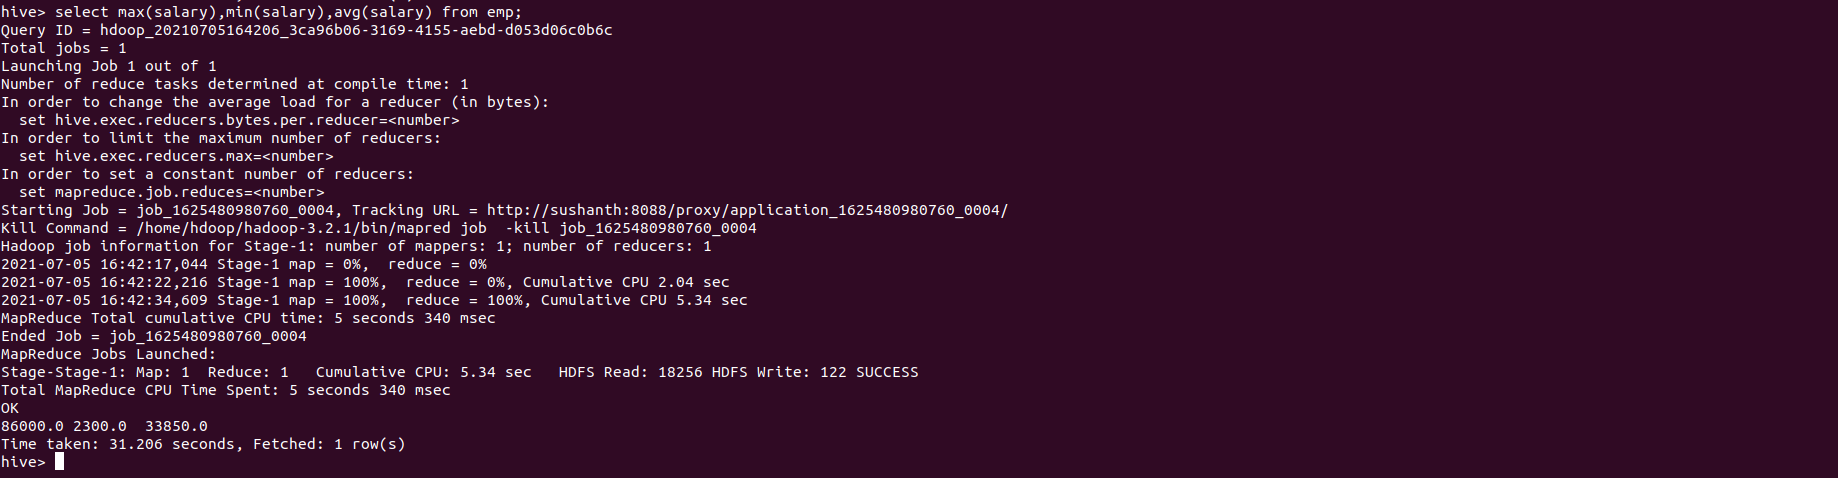 hive> select max(salary),min(salary),avg(salary) from emp;
Query ID = hdoop_20210705164206_3ca96b06-3169-4155-aebd-d053d06c0b6c
Total jobs = 1
Launching Job 1 out of 1
Number of reduce tasks determined at compile time: 1
In order to change the average load for a reducer (in bytes):
  set hive.exec.reducers.bytes.per.reducer=<number>
In order to limit the maximum number of reducers:
  set hive.exec.reducers.max=<number>
In order to set a constant number of reducers:
  set mapreduce.job.reduces=<number>
Starting Job = job_1625480980760_0004, Tracking URL = http://sushanth:8088/proxy/application_1625480980760_0004/
Kill Command = /home/hdoop/hadoop-3.2.1/bin/mapred job  -kill job_1625480980760_0004
Hadoop job information for Stage-1: number of mappers: 1; number of reducers: 1
2021-07-05 16:42:17,044 Stage-1 map = 0%,  reduce = 0%
2021-07-05 16:42:22,216 Stage-1 map = 100%,  reduce = 0%, Cumulative CPU 2.04 sec
2021-07-05 16:42:34,609 Stage-1 map = 100%,  reduce = 100%, Cumulative CPU 5.34 sec
MapReduce Total cumulative CPU time: 5 seconds 340 msec
Ended Job = job_1625480980760_0004
MapReduce Jobs Launched:
Stage-Stage-1: Map: 1  Reduce: 1   Cumulative CPU: 5.34 sec   HDFS Read: 18256 HDFS Write: 122 SUCCESS
Total MapReduce CPU Time Spent: 5 seconds 340 msec
OK
86000.0 2300.0  33850.0
Time taken: 31.206 seconds, Fetched: 1 row(s)
hive>